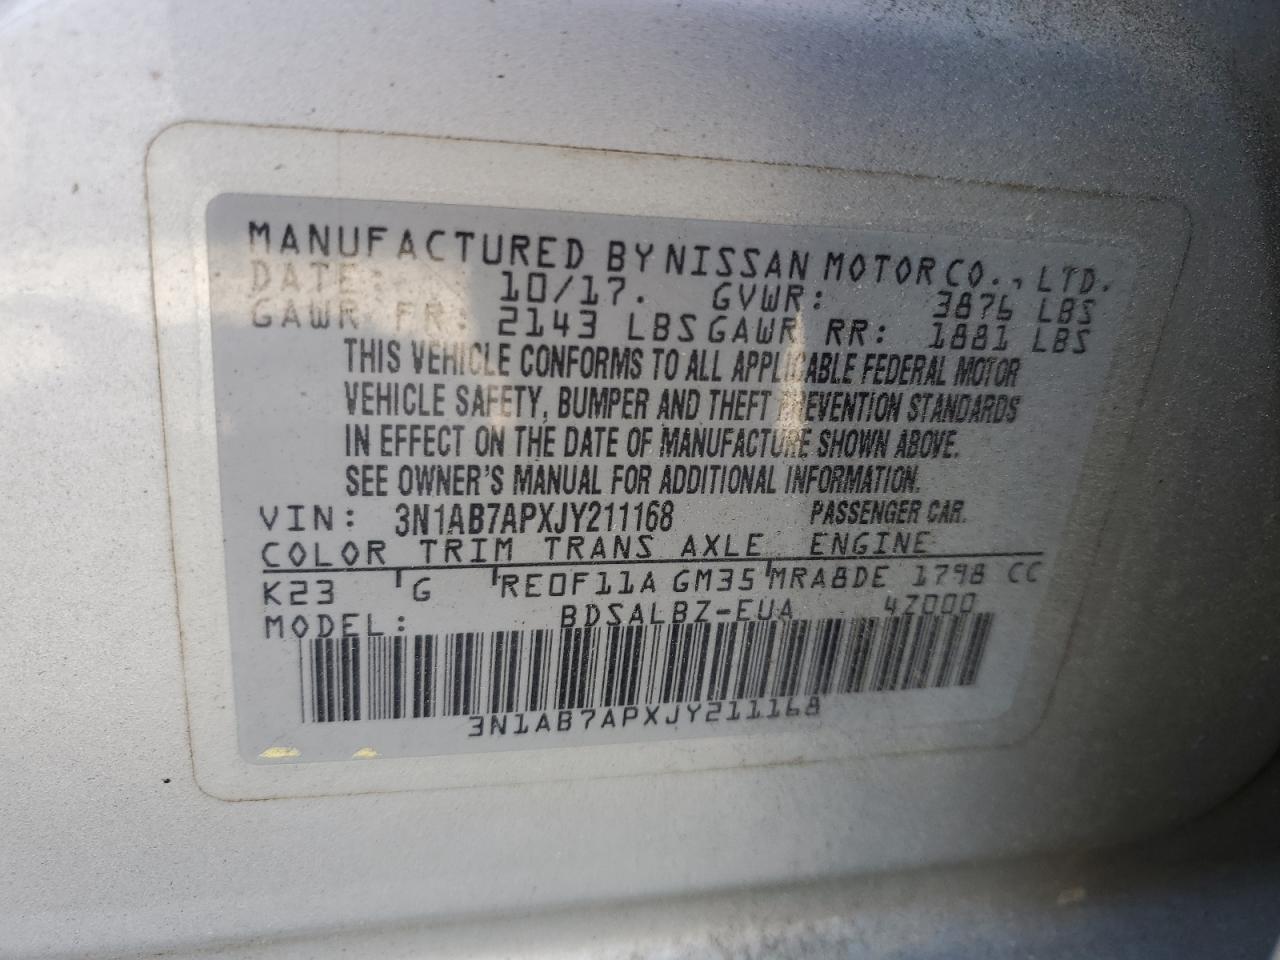 MANUFACTURED BY NISSAN MOTOR CO., LTD.
DATE: 10/17. GVWR: 3876 LBS
GAWR FR: 2143 LBS GAWR RR: 1881 LBS
THIS VEHICLE CONFORMS TO ALL APPLICABLE FEDERAL MOTOR
VEHICLE SAFETY, BUMPER AND THEFT PREVENTION STANDARDS
IN EFFECT ON THE DATE OF MANUFACTURE SHOWN ABOVE.
SEE OWNER'S MANUAL FOR ADDITIONAL INFORMATION.
VIN: 3N1AB7APXJY211168 PASSENGER CAR.
COLOR TRIM TRANS AXLE ENGINE
K23 G RE0F11A GM35 MRA8DE 1798 CC
MODEL: BDSALBZ-EUA 4Z000
3N1AB7APXJY211168